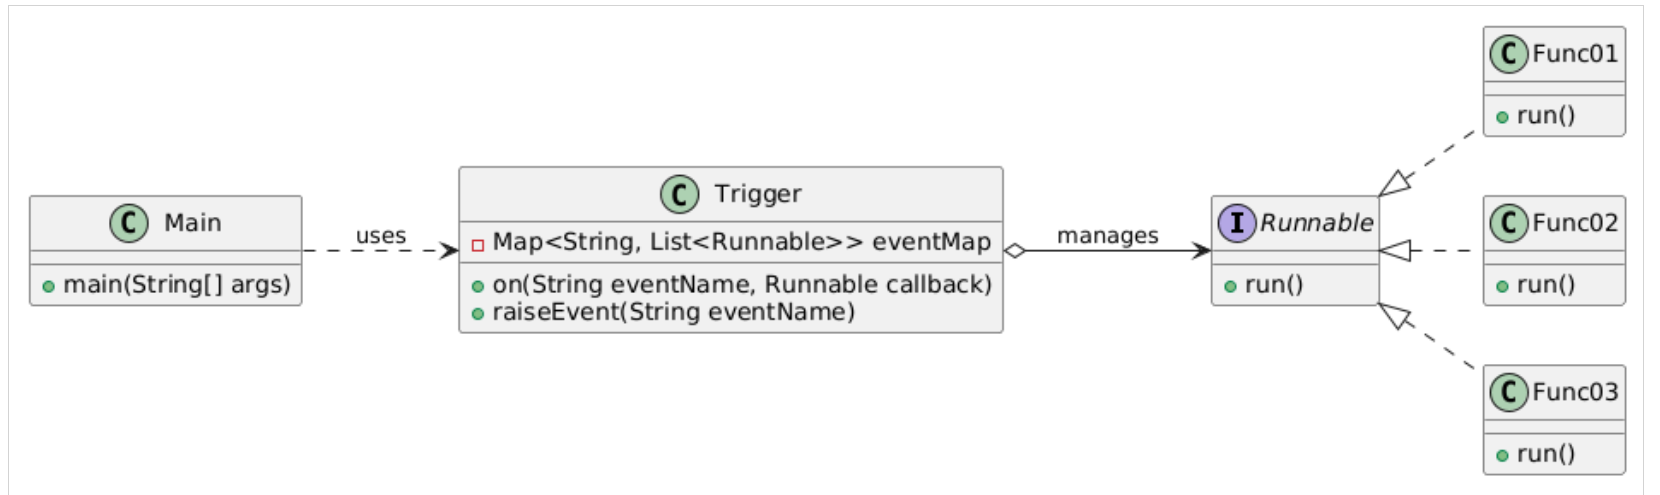 C Main
main(String[] args)
uses
C Trigger
Map<String, List<Runnable>> eventMap
on(String eventName, Runnable callback)
raiseEvent(String eventName)
manages
I Runnable
run()
C Func01
run()
C Func02
run()
C Func03
run()